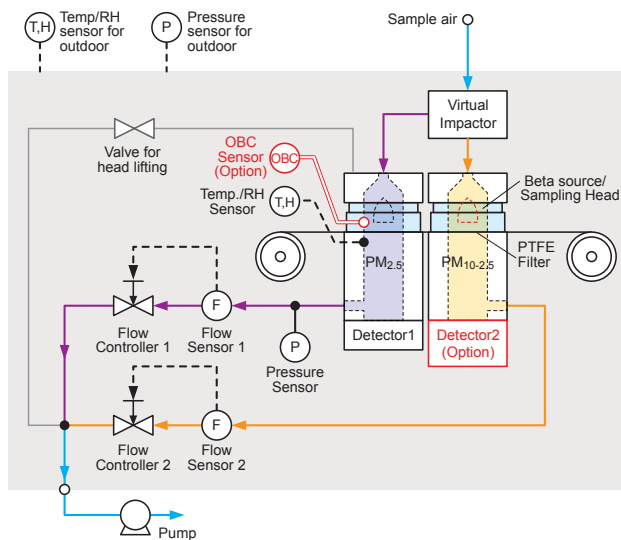 T,H
Temp/RH
sensor for
outdoor
P
Pressure
sensor for
outdoor
Sample air
Virtual
Impactor
Valve for
head lifting
OBC
Sensor
(Option)
OBC
Temp./RH
Sensor
T,H
Beta source/
Sampling Head
PTFE
Filter
PM2.5
PM10-2.5
Detector1
Detector2
(Option)
F
Flow
Controller 1
Flow
Sensor 1
P
Pressure
Sensor
F
Flow
Controller 2
Flow
Sensor 2
Pump